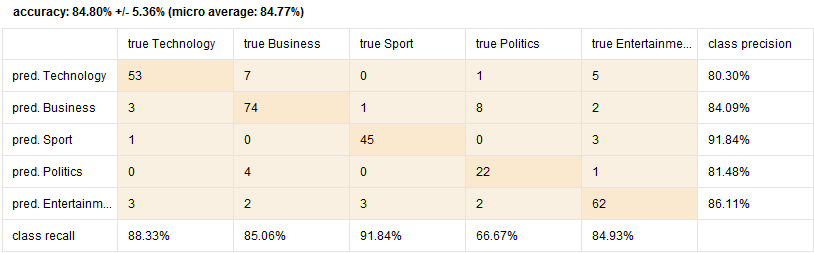 accuracy: 84.80% +/- 5.36% (micro average: 84.77%)
true Technology true Business true Sport true Politics true Entertainme... class precision
pred. Technology 53 7 0 1 5 80.30%
pred. Business 3 74 1 8 2 84.09%
pred. Sport 1 0 45 0 3 91.84%
pred. Politics 0 4 0 22 1 81.48%
pred. Entertainm... 3 2 3 2 62 86.11%
class recall 88.33% 85.06% 91.84% 66.67% 84.93%